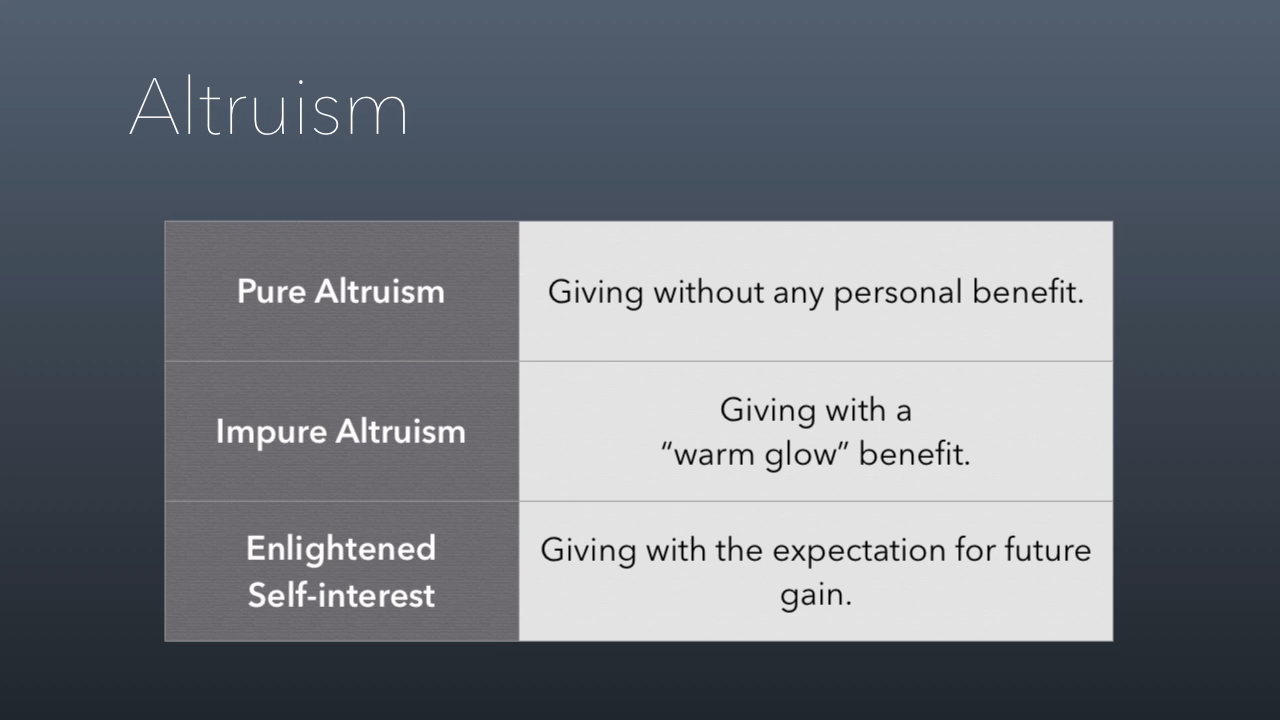 Altruism
Pure Altruism
Giving without any personal benefit.
Impure Altruism
Giving with a
“warm glow” benefit.
Enlightened
Self-interest
Giving with the expectation for future
gain.